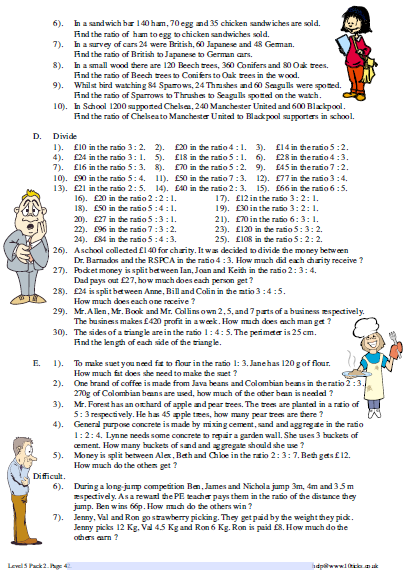 6). In a sandwich bar 140 ham, 70 egg and 35 chicken sandwiches are sold.
Find the ratio of ham to egg to chicken sandwiches sold.
7). In a survey of cars 24 were British, 60 Japanese and 48 German.
Find the ratio of British to Japanese to German cars.
8). In a small wood there are 120 Beech trees, 360 Conifers and 80 Oak trees.
Find the ratio of Beech trees to Conifers to Oak trees in the wood.
9). Whilst bird watching 84 Sparrows, 24 Thrushes and 60 Seagulls were spotted.
Find the ratio of Sparrows to Thrushes to Seagulls spotted on the watch.
10). In School 1200 supported Chelsea, 240 Manchester United and 600 Blackpool.
Find the ratio of Chelsea to Manchester United to Blackpool supporters in school.
D. Divide
1). £10 in the ratio 3 : 2. 2). £20 in the ratio 4 : 1. 3). £14 in the ratio 5 : 2.
4). £24 in the ratio 3 : 1. 5). £18 in the ratio 5 : 1. 6). £28 in the ratio 4 : 3.
7). £16 in the ratio 5 : 3. 8). £70 in the ratio 5 : 2. 9). £45 in the ratio 7 : 2.
10). £90 in the ratio 5 : 4. 11). £50 in the ratio 7 : 3. 12). £77 in the ratio 3 : 4.
13). £21 in the ratio 2 : 5. 14). £40 in the ratio 2 : 3. 15). £66 in the ratio 6 : 5.
16). £20 in the ratio 2 : 2 : 1. 17). £12 in the ratio 3 : 2 : 1.
18). £50 in the ratio 5 : 4 : 1. 19). £30 in the ratio 3 : 2 : 1.
20). £27 in the ratio 5 : 3 : 1. 21). £70 in the ratio 6 : 3 : 1.
22). £96 in the ratio 7 : 3 : 2. 23). £120 in the ratio 5 : 3 : 2.
24). £84 in the ratio 5 : 4 : 3. 25). £108 in the ratio 5 : 2 : 2.
26). A school collected £140 for charity. It was decided to divide the money between
Dr. Barnados and the RSPCA in the ratio 4 : 3. How much did each charity receive ?
27). Pocket money is split between Ian, Joan and Keith in the ratio 2 : 3 : 4.
Dad pays out £27, how much does each person get ?
28). £24 is split between Anne, Bill and Colin in the ratio 3 : 4 : 5.
How much does each one receive ?
29). Mr. Allen, Mr. Book and Mr. Collins own 2, 5, and 7 parts of a business respectively.
The business makes £420 profit in a week. How much does each man get ?
30). The sides of a triangle are in the ratio 1 : 4 : 5. The perimeter is 25 cm.
Find the length of each side of the triangle.
E. 1). To make suet you need fat to flour in the ratio 1: 3. Jane has 120 g of flour.
How much fat does she need to make the suet ?
2). One brand of coffee is made from Java beans and Colombian beans in the ratio 2 : 3.
270g of Colombian beans are used, how much of the other bean is needed ?
3). Mr. Forest has an orchard of apple and pear trees. The trees are planted in a ratio of
5 : 3 respectively. He has 45 apple trees, how many pear trees are there ?
4). General purpose concrete is made by mixing cement, sand and aggregate in the ratio
1 : 2 : 4. Lynne needs some concrete to repair a garden wall. She uses 3 buckets of
cement. How many buckets of sand and aggregate should she use ?
5). Money is split between Alex, Beth and Chloe in the ratio 2 : 3 : 7. Beth gets £12.
How much do the others get ?
Difficult.
6). During a long-jump competition Ben, James and Nichola jump 3m, 4m and 3.5 m
respectively. As a reward the PE teacher pays them in the ratio of the distance they
jump. Ben wins 66p. How much do the others win ?
7). Jenny, Val and Ron go strawberry picking. They get paid by the weight they pick.
Jenny picks 12 Kg, Val 4.5 Kg and Ron 6 Kg. Ron is paid £8. How much do the
others earn ?
Level 5 Pack 2. Page 42.